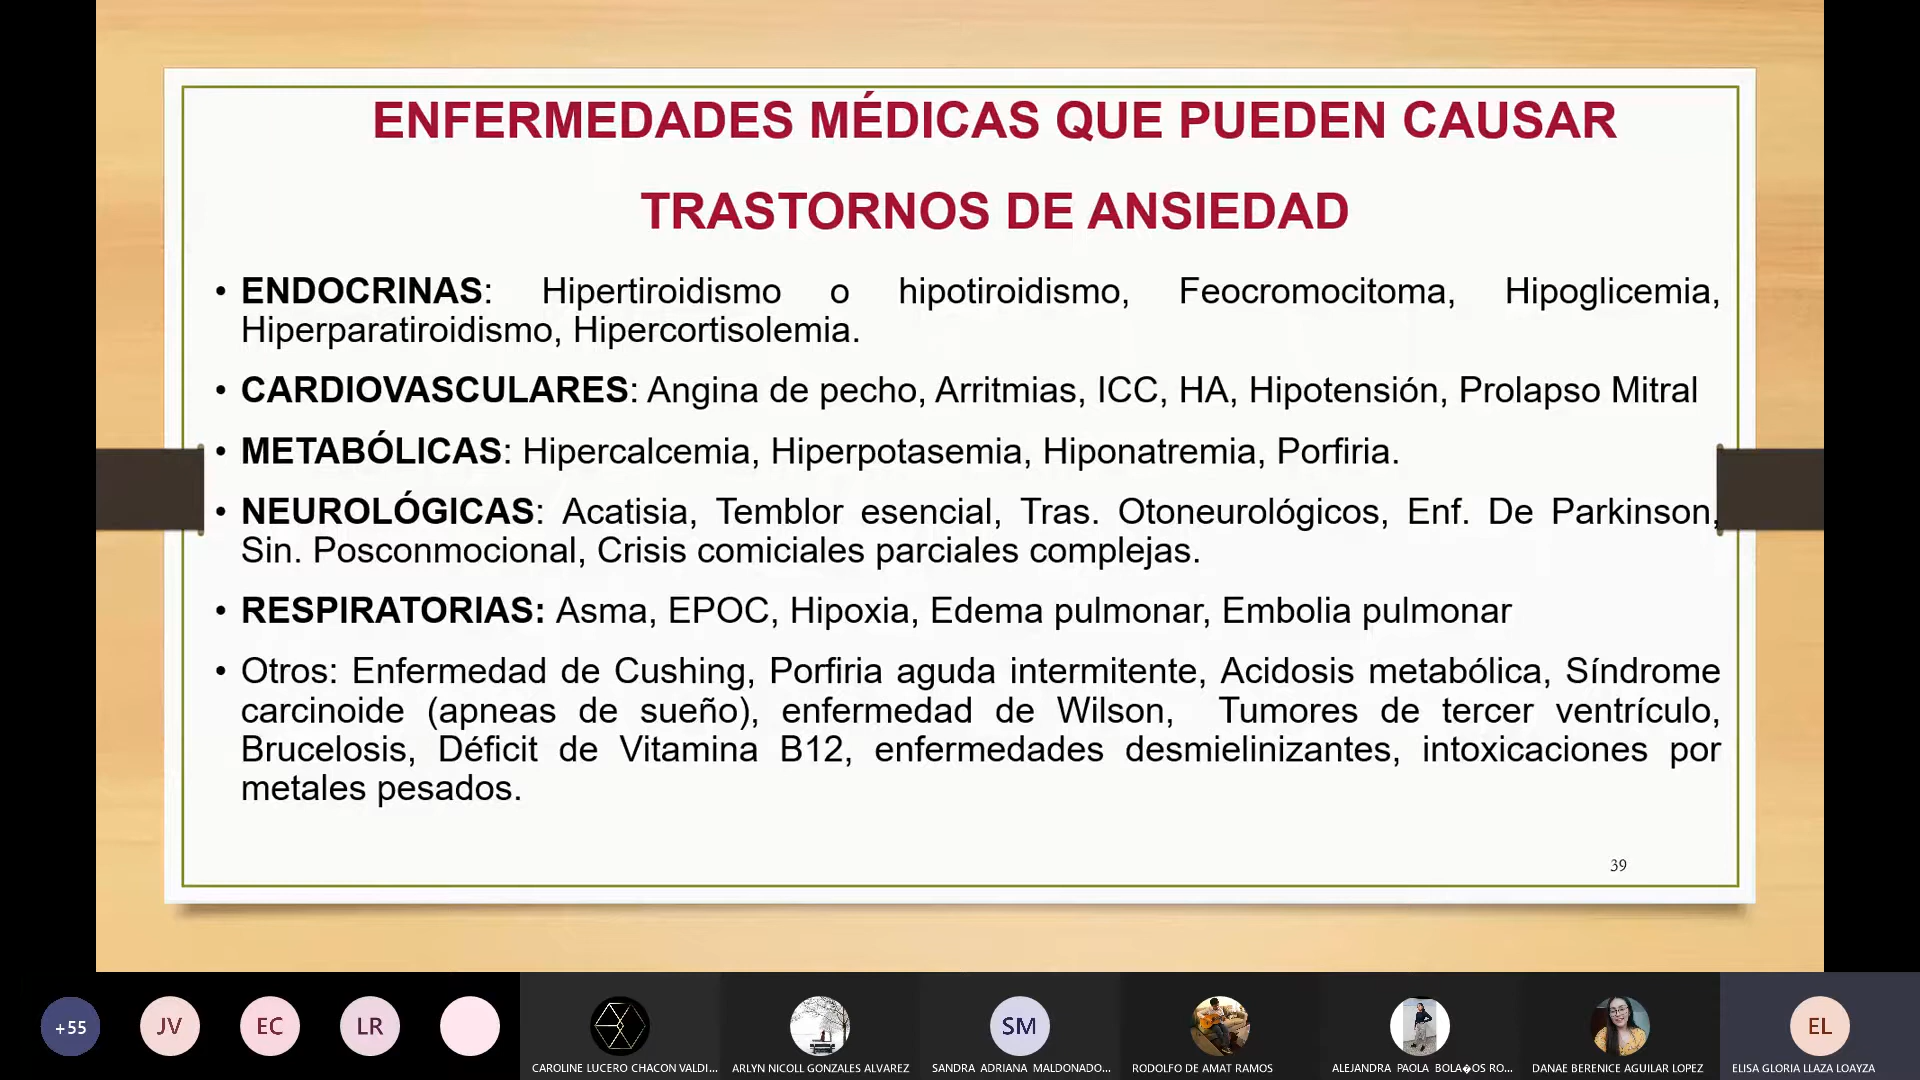 ENFERMEDADES MÉDICAS QUE PUEDEN CAUSAR
TRASTORNOS DE ANSIEDAD
• ENDOCRINAS: Hipertiroidismo o hipotiroidismo, Feocromocitoma, Hipoglicemia,
Hiperparatiroidismo, Hipercortisolemia.
• CARDIOVASCULARES: Angina de pecho, Arritmias, ICC, HA, Hipotensión, Prolapso Mitral
• METABÓLICAS: Hipercalcemia, Hiperpotasemia, Hiponatremia, Porfiria.
• NEUROLÓGICAS: Acatisia, Temblor esencial, Tras. Otoneurológicos, Enf. De Parkinson,
Sin. Posconmocional, Crisis comiciales parciales complejas.
• RESPIRATORIAS: Asma, EPOC, Hipoxia, Edema pulmonar, Embolia pulmonar
• Otros: Enfermedad de Cushing, Porfiria aguda intermitente, Acidosis metabólica, Síndrome
carcinoide (apneas de sueño), enfermedad de Wilson, Tumores de tercer ventrículo,
Brucelosis, Déficit de Vitamina B12, enfermedades desmielinizantes, intoxicaciones por
metales pesados.
39
+55 JV EC LR SM EL
CAROLINE LUCERO CHACON VALDI... ARLYN NICOLL GONZALES ALVAREZ SANDRA ADRIANA MALDONADO... RODOLFO DE AMAT RAMOS ALEJANDRA PAOLA BOLA�OS RO... DANAE BERENICE AGUILAR LOPEZ ELISA GLORIA LLAZA LOAYZA